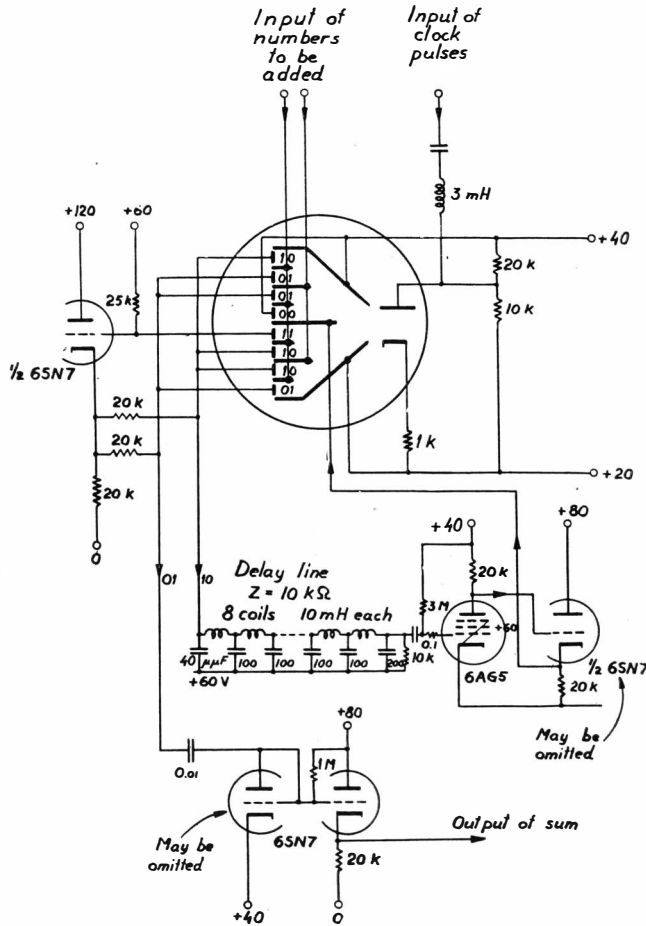 Input of
numbers
to be
added
Input of
clock
pulses
3 mH
+120
+60
+40
10
01
01
00
11
10
10
01
20 k
10 k
25k
½ 6SN7
20 k
20 k
20 k
1 k
+20
0
+40
+80
01
10
Delay line
Z = 10 kΩ
8 coils
10 mH each
20 k
3 M
+60
40
μμF
100
100
100
100
200
10 k
0.1
+60 V
6AG5
½ 6SN7
20 k
May be
omitted
+80
0.01
1 M
May be
omitted
6SN7
Output of sum
20 k
+40
0